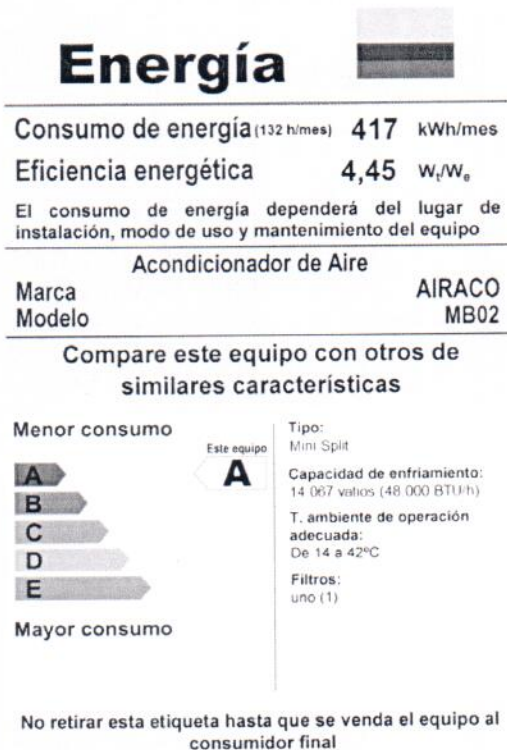 Energía
Consumo de energía (132 h/mes) 417 kWh/mes
Eficiencia energética 4,45 Wt/We
El consumo de energía dependerá del lugar de
instalación, modo de uso y mantenimiento del equipo
Acondicionador de Aire
Marca AIRACO
Modelo MB02
Compare este equipo con otros de
similares características
Menor consumo
Este equipo
A A
B
C
D
E
Mayor consumo
Tipo:
Mini Split
Capacidad de enfriamiento:
14 067 vatios (48 000 BTU/h)
T. ambiente de operación
adecuada:
De 14 a 42ºC
Filtros:
uno (1)
No retirar esta etiqueta hasta que se venda el equipo al
consumidor final